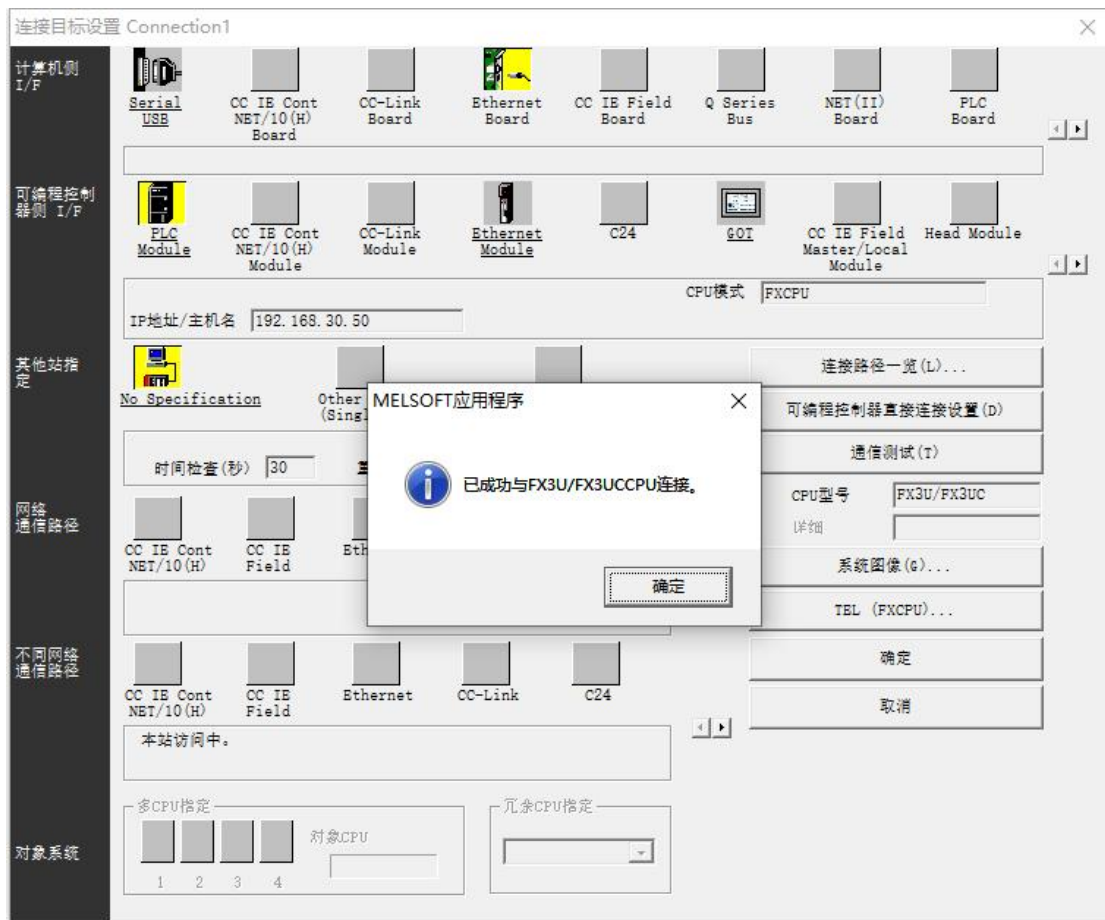 连接目标设置 Connection1
计算机侧
I/F
Serial
USB
CC IE Cont
NET/10(H)
Board
CC-Link
Board
Ethernet
Board
CC IE Field
Board
Q Series
Bus
NET(II)
Board
PLC
Board
可编程控制
器侧 I/F
PLC
Module
CC IE Cont
NET/10(H)
Module
CC-Link
Module
Ethernet
Module
C24
GOT
CC IE Field
Master/Local
Module
Head Module
CPU模式 FXCPU
IP地址/主机名 192.168.30.50
其他站指
定
No Specification
Other
连接路径一览(L)...
可编程控制器直接连接设置(D)
通信测试(T)
时间检查(秒) 30
CPU型号 FX3U/FX3UC
详细
MELSOFT应用程序
已成功与FX3U/FX3UCCPU连接。
确定
网络
通信路径
CC IE Cont
NET/10(H)
CC IE
Field
系统图像(G)...
TEL (FXCPU)...
确定
取消
不同网络
通信路径
CC IE Cont
NET/10(H)
CC IE
Field
Ethernet
CC-Link
C24
本站访问中。
对象系统
多CPU指定
1 2 3 4
对象CPU
冗余CPU指定